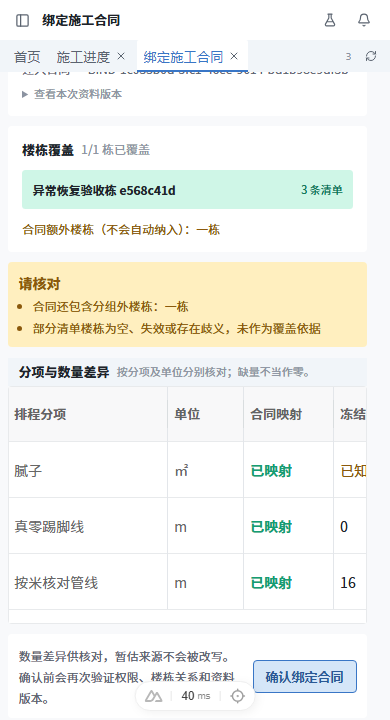 绑定施工合同
首页 施工进度 × 绑定施工合同 × 3
▶ 查看本次资料版本
楼栋覆盖 1/1 栋已覆盖
异常恢复验收栋 e568c41d 3 条清单
合同额外楼栋（不会自动纳入）：一栋
请核对
• 合同还包含分组外楼栋：一栋
• 部分清单楼栋为空、失效或存在歧义，未作为覆盖依据
分项与数量差异 按分项及单位分别核对；缺量不当作零。
排程分项 单位 合同映射 冻结
腻子 ㎡ 已映射 已知
真零踢脚线 m 已映射 0
按米核对管线 m 已映射 16
数量差异供核对，暂估来源不会被改写。
确认前会再次验证权限、楼栋关系和资料
版本。
确认绑定合同
40 ms